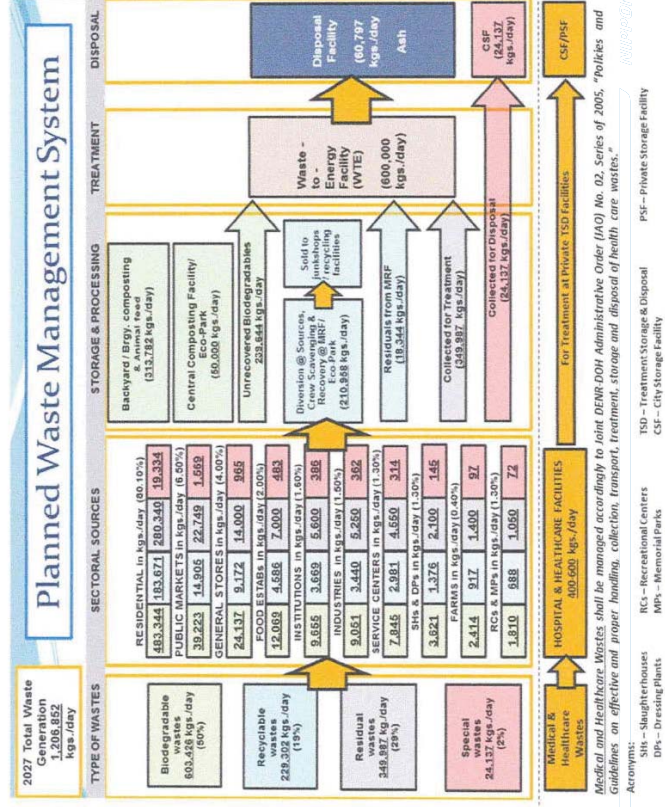 Planned Waste Management System
2027 Total Waste
Generation
1,206,852
kgs./day
TYPE OF WASTES
SECTORAL SOURCES
STORAGE & PROCESSING
TREATMENT
DISPOSAL
Biodegradable
wastes
603,426 kgs./day
(50%)
Recyclable
wastes
229,302 kgs./day
(19%)
Residual
wastes
349,987 kg./day
(29%)
Special
wastes
24,137 kgs./day
(2%)
RESIDENTIAL in kgs./day (80.10%)
483,344 183,671 280,340 19,334
PUBLIC MARKETS in kgs./day (6.50%)
39,223 14,905 22,749 1,569
GENERAL STORES in kgs./day (4.00%)
24,137 9,172 14,000 965
FOOD ESTABs in kgs./day (2.00%)
12,069 4,586 7,000 483
INSTITUTIONS in kgs./day (1.60%)
9,655 3,669 5,600 386
INDUSTRIES in kgs./day (1.50%)
9,051 3,440 5,250 362
SERVICE CENTERS in kgs./day (1.30%)
7,845 2,981 4,550 314
SHs & DPs in kgs./day (1.30%)
3,621 1,376 2,100 145
FARMS in kgs./day (0.40%)
2,414 917 1,400 97
RCs & MPs in kgs./day (1.30%)
1,810 688 1,050 72
Backyard / Brgy. composting
& Animal feed
(313,782 kgs./day)
Central Composting Facility/
Eco-Park
(50,000 kgs./day)
Unrecovered Biodegradables
239,644 kgs./day
Diversion @ Sources,
Crew Scavenging &
Recovery @ MRF/
Eco Park
(210,958 kgs./day)
Sold to
junkshops
recycling
facilities
Residuals from MRF
(18,344 kgs./day)
Collected for Treatment
(349,987 kgs./day)
Collected for Disposal
(24,137 kgs./day)
Waste -
to -
Energy
Facility
(WTE)
(600,000
kgs./day)
Disposal
Facility
(60,797
kgs./day)
Ash
CSF
(24,137
kgs./day)
Medical &
Healthcare
Wastes
HOSPITAL & HEALTHCARE FACILITIES
400-600 kgs./day
For Treatment at Private TSD Facilities
CSF/PSF
Medical and Healthcare Wastes shall be managed accordingly to Joint DENR-DOH Administrative Order (JAO) No. 02, Series of 2005, "Policies and
Guidelines on effective and proper handling, collection, transport, treatment, storage and disposal of health care wastes."
Acronyms:
SHs – Slaughterhouses RCs – Recreational Centers TSD – Treatment Storage & Disposal PSF – Private Storage Facility
DPs – Dressing Plants MPs – Memorial Parks CSF – City Storage Facility